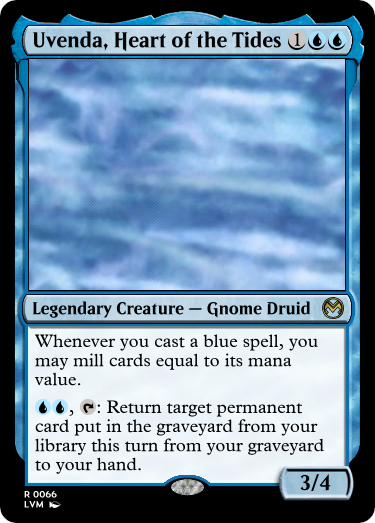 Uvenda, Heart of the Tides 1
Legendary Creature — Gnome Druid
Whenever you cast a blue spell, you
may mill cards equal to its mana
value.
, : Return target permanent
card put in the graveyard from your
library this turn from your graveyard
to your hand.
3/4
R 0066
LVM